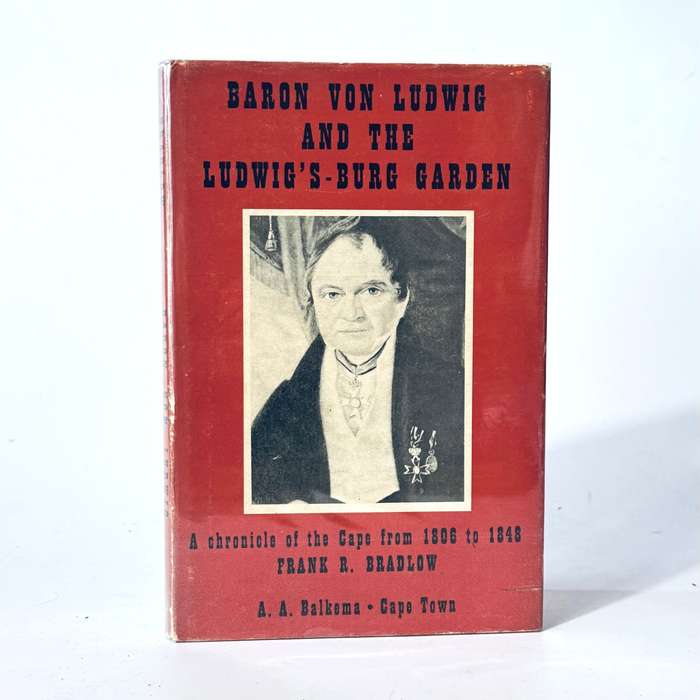 BARON VON LUDWIG
AND THE
LUDWIG'S-BURG GARDEN
A chronicle of the Cape from 1806 to 1848
FRANK R. BRADLOW
A. A. Balkema • Cape Town